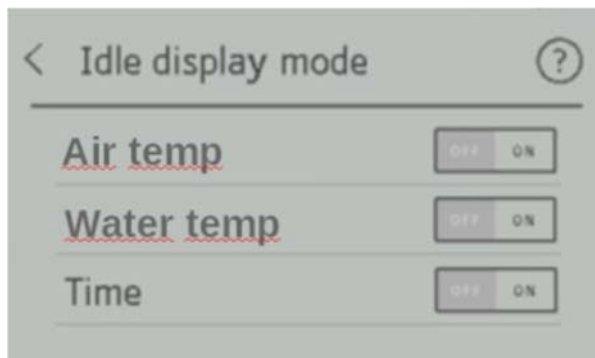 < Idle display mode ?
Air temp OFF ON
Water temp OFF ON
Time OFF ON